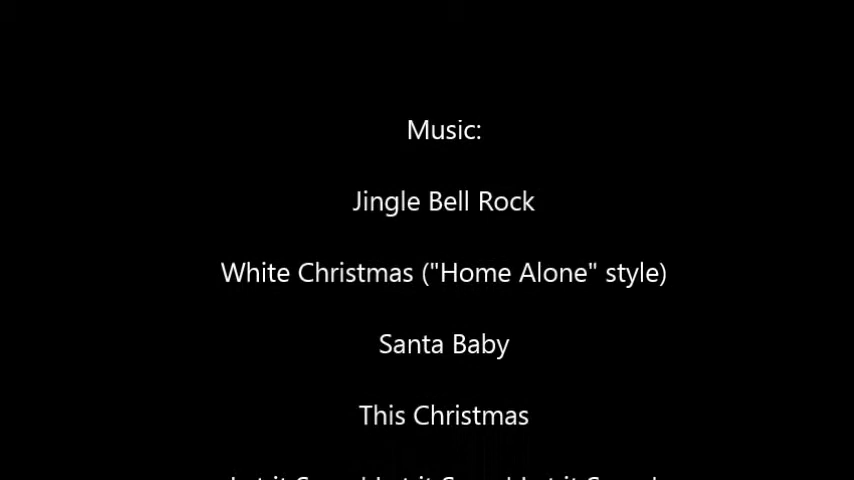 Music:
Jingle Bell Rock
White Christmas ("Home Alone" style)
Santa Baby
This Christmas